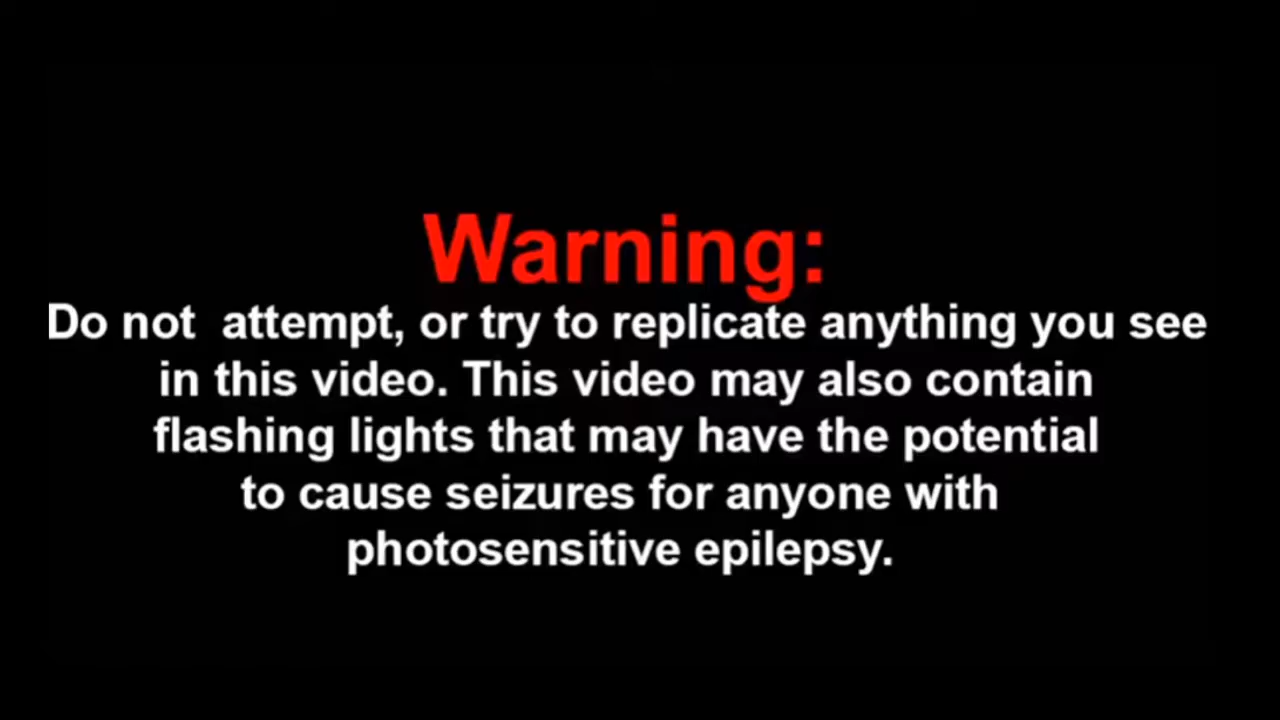 Warning:
Do not  attempt, or try to replicate anything you see
in this video. This video may also contain
flashing lights that may have the potential
to cause seizures for anyone with
photosensitive epilepsy.